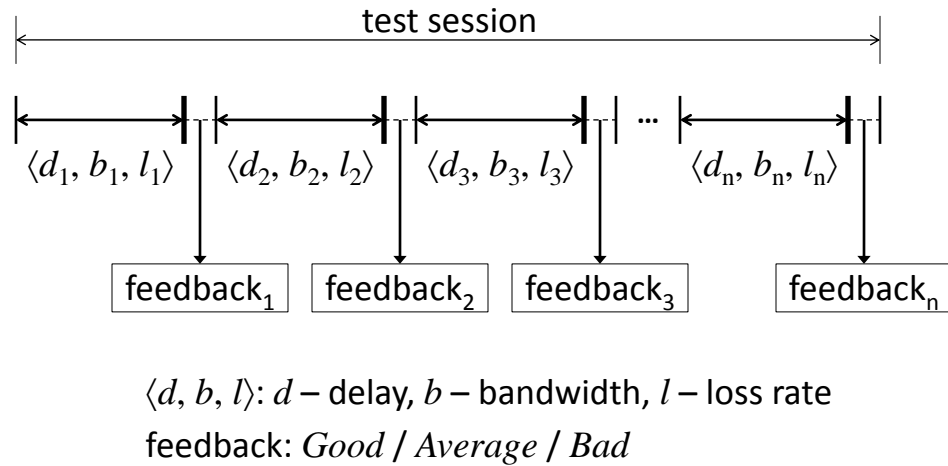 test session
...
⟨d₁, b₁, l₁⟩ ⟨d₂, b₂, l₂⟩ ⟨d₃, b₃, l₃⟩ ⟨dₙ, bₙ, lₙ⟩
feedback₁ feedback₂ feedback₃ feedbackₙ
⟨d, b, l⟩: d – delay, b – bandwidth, l – loss rate
feedback: Good / Average / Bad